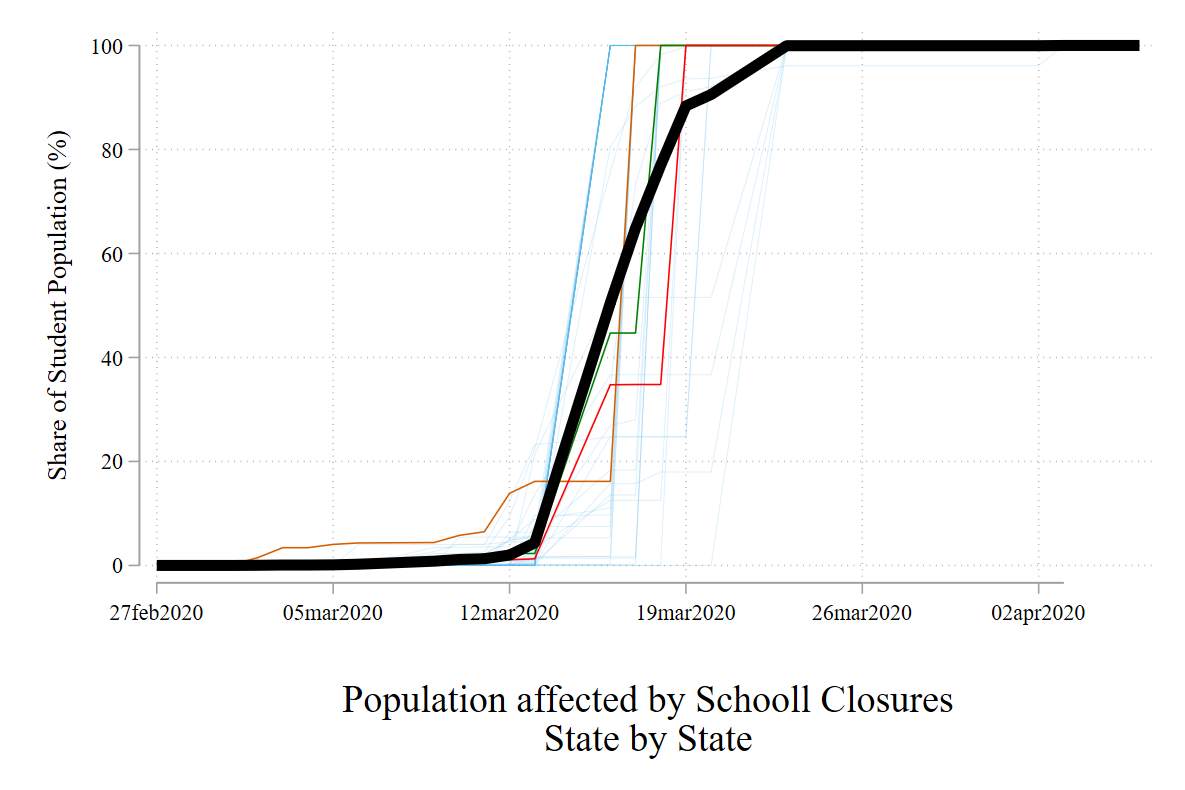 Share of Student Population (%)
100
80
60
40
20
0
27feb2020 05mar2020 12mar2020 19mar2020 26mar2020 02apr2020
Population affected by Schooll Closures
State by State